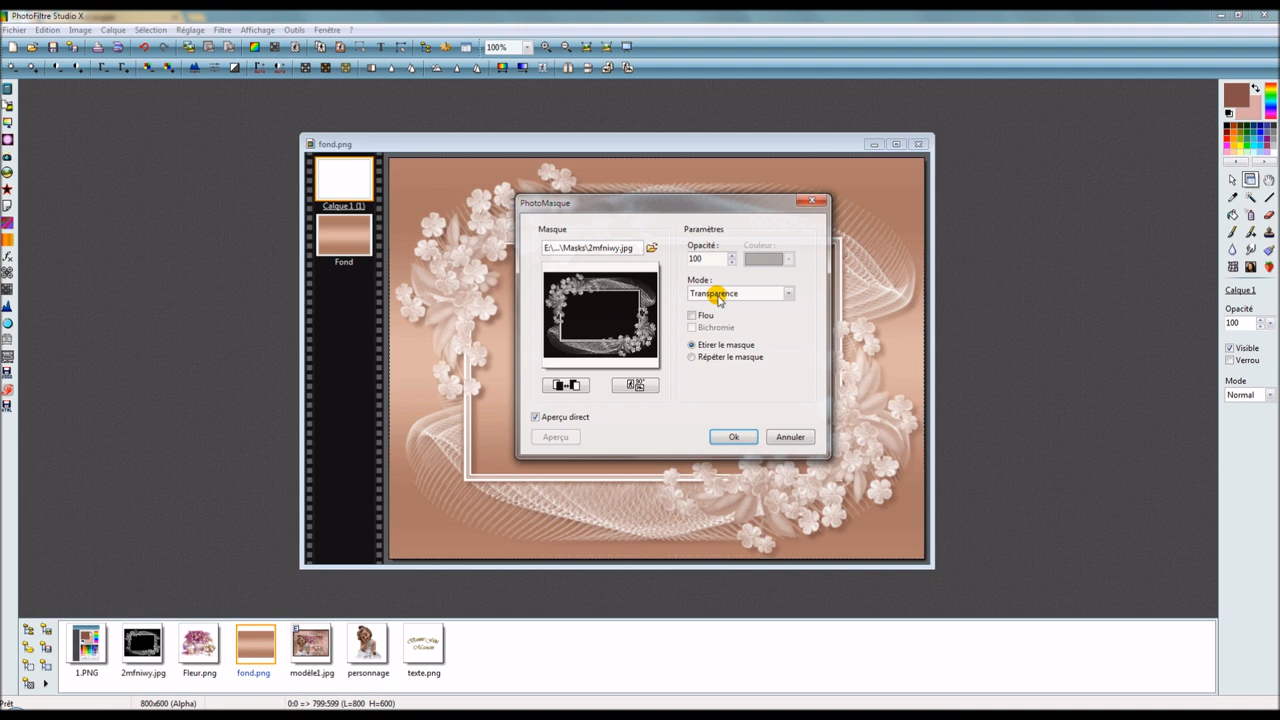 PhotoFiltre Studio X
Fichier Edition Image Calque Sélection Réglage Filtre Affichage Outils Fenêtre ?
100%
fond.png
Calque 1 (1)
Fond
PhotoMasque
Masque
E:\...\Masks\2mfniwy.jpg
Paramètres
Opacité : Couleur :
100
Mode :
Transparence
Flou
Bichromie
Etirer le masque
Répéter le masque
Aperçu direct
Aperçu Ok Annuler
Calque 1
Opacité
100
Visible
Verrou
Mode
Normal
1.PNG 2mfniwy.jpg Fleur.png fond.png modèle1.jpg personnage texte.png
Prêt 800x600 (Alpha) 0:0 => 799:599 (L=800 H=600)